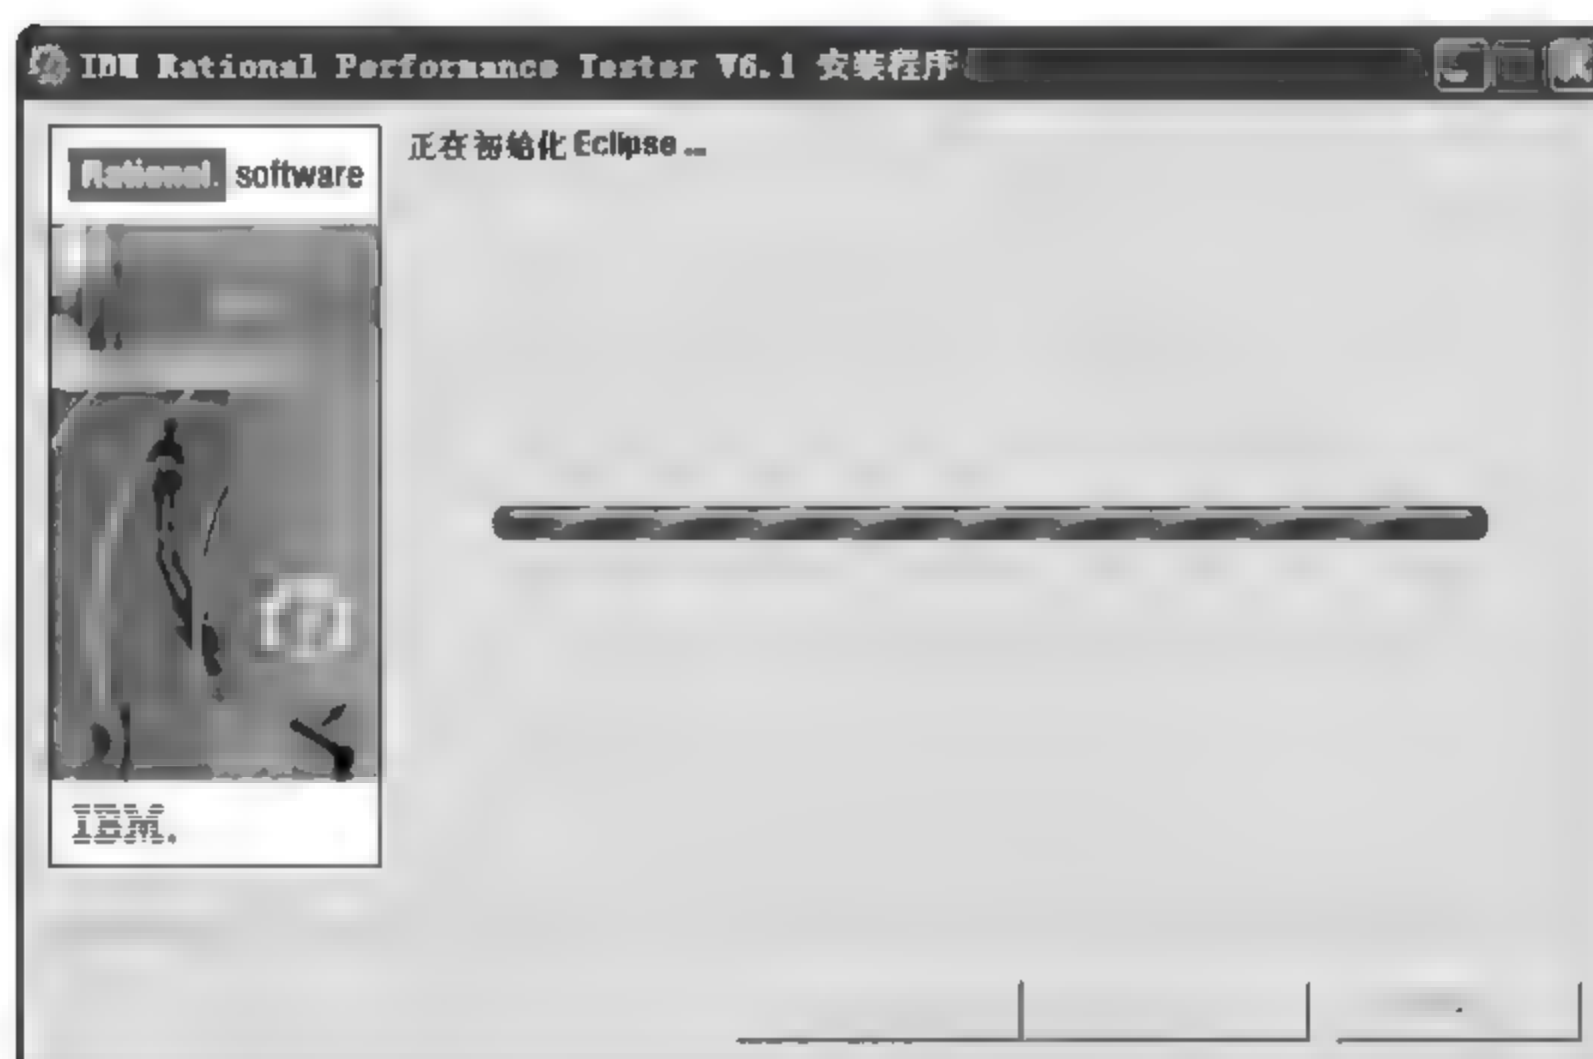 IBM Rational Performance Tester V6.1 安装程序
正在初始化 Eclipse ...
Rational. software
IBM.